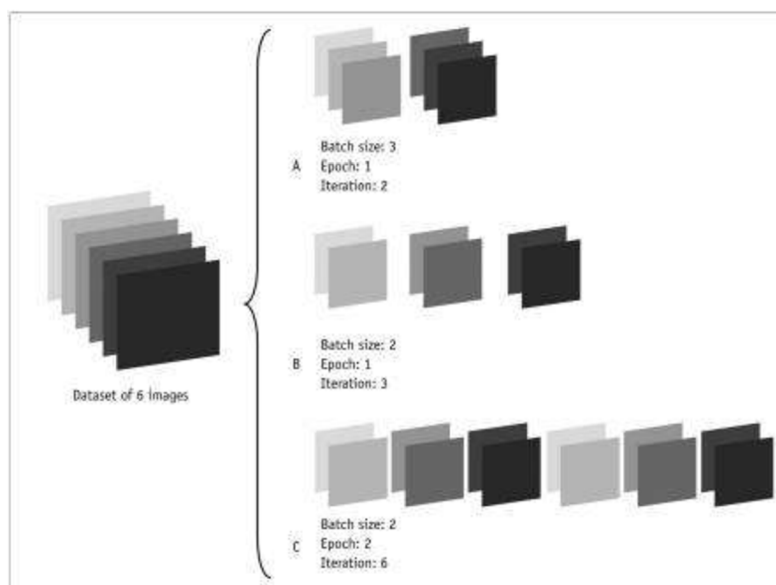 Batch size: 3
A
Epoch: 1
Iteration: 2
Batch size: 2
B
Epoch: 1
Iteration: 3
Dataset of 6 images
Batch size: 2
C
Epoch: 2
Iteration: 6